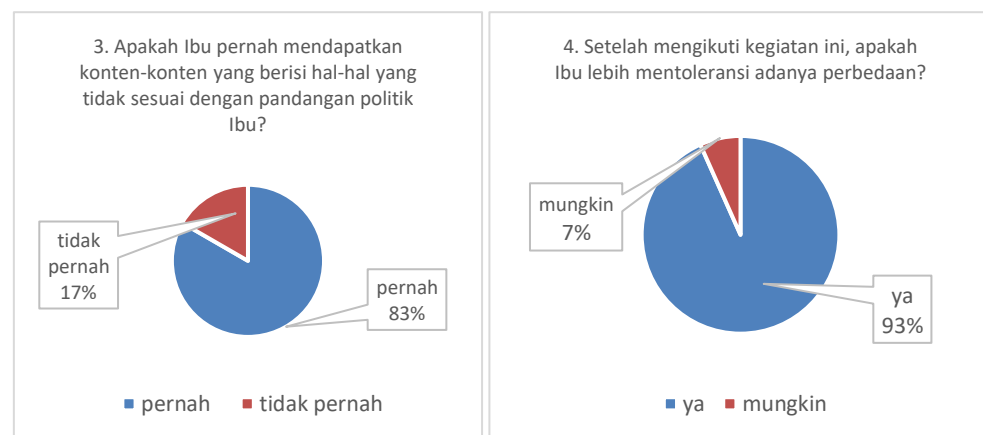 3. Apakah Ibu pernah mendapatkan
konten-konten yang berisi hal-hal yang
tidak sesuai dengan pandangan politik
Ibu?
tidak
pernah
17%
pernah
83%
pernah
tidak pernah
4. Setelah mengikuti kegiatan ini, apakah
Ibu lebih mentoleransi adanya perbedaan?
mungkin
7%
ya
93%
ya
mungkin